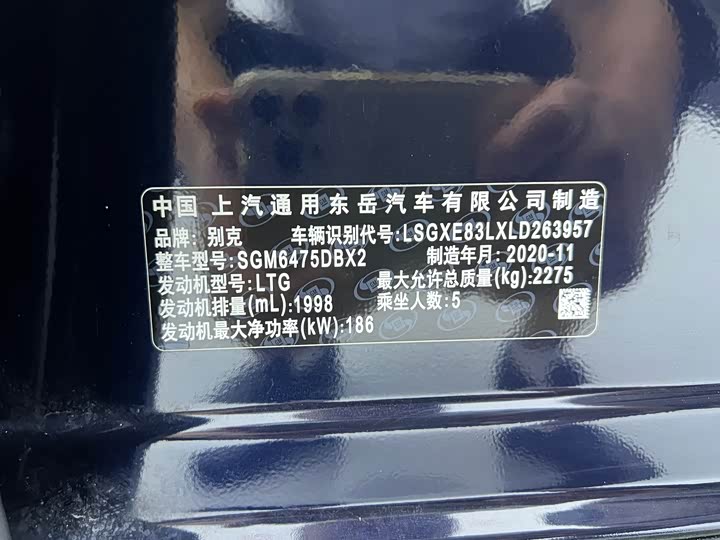 中国 上汽通用东岳汽车有限公司制造
品牌: 别克 车辆识别代号:LSGXE83LXLD263957
整车型号:SGM6475DBX2 制造年月: 2020-11
发动机型号:LTG 最大允许总质量(kg):2275
发动机排量(mL):1998 乘坐人数:5
发动机最大净功率(kW):186